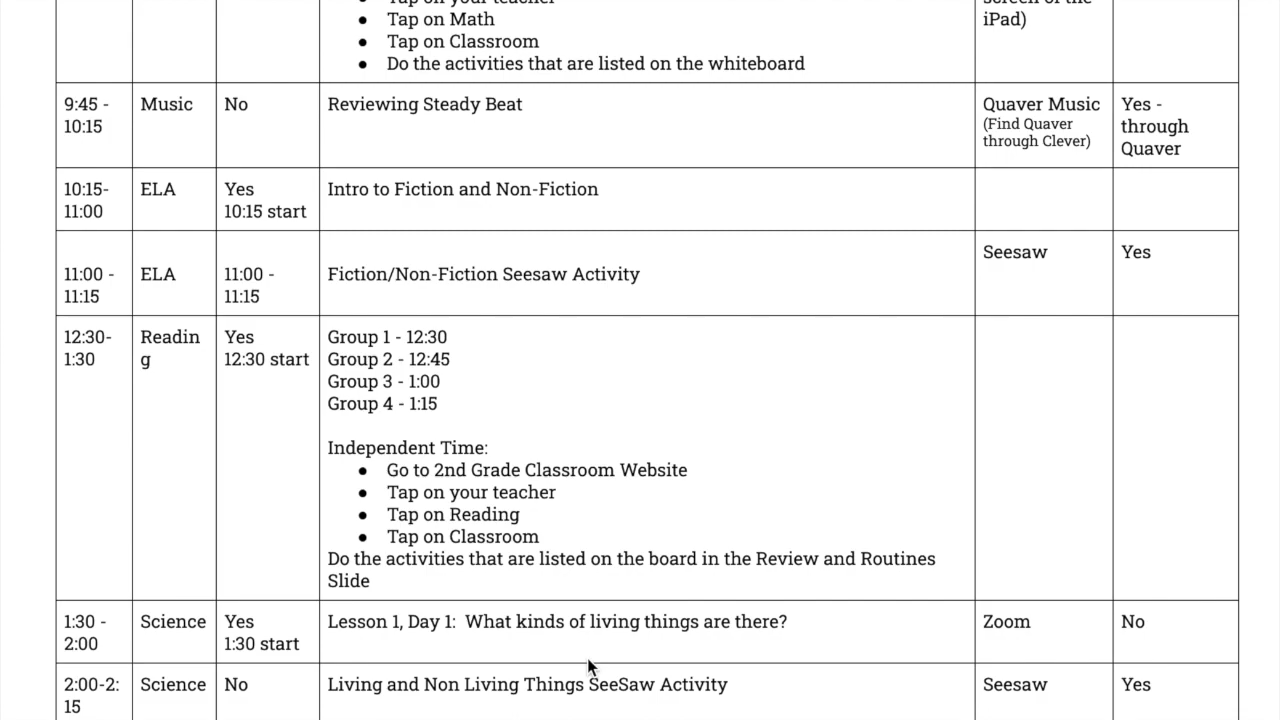 Tap on your teacher
Tap on Math
Tap on Classroom
Do the activities that are listed on the whiteboard
screen of the
iPad)
9:45 -
10:15
Music
No
Reviewing Steady Beat
Quaver Music
(Find Quaver
through Clever)
Yes -
through
Quaver
10:15-
11:00
ELA
Yes
10:15 start
Intro to Fiction and Non-Fiction
11:00 -
11:15
ELA
11:00 -
11:15
Fiction/Non-Fiction Seesaw Activity
Seesaw
Yes
12:30-
1:30
Readin
g
Yes
12:30 start
Group 1 - 12:30
Group 2 - 12:45
Group 3 - 1:00
Group 4 - 1:15
Independent Time:
Go to 2nd Grade Classroom Website
Tap on your teacher
Tap on Reading
Tap on Classroom
Do the activities that are listed on the board in the Review and Routines
Slide
1:30 -
2:00
Science
Yes
1:30 start
Lesson 1, Day 1:  What kinds of living things are there?
Zoom
No
2:00-2:
15
Science
No
Living and Non Living Things SeeSaw Activity
Seesaw
Yes